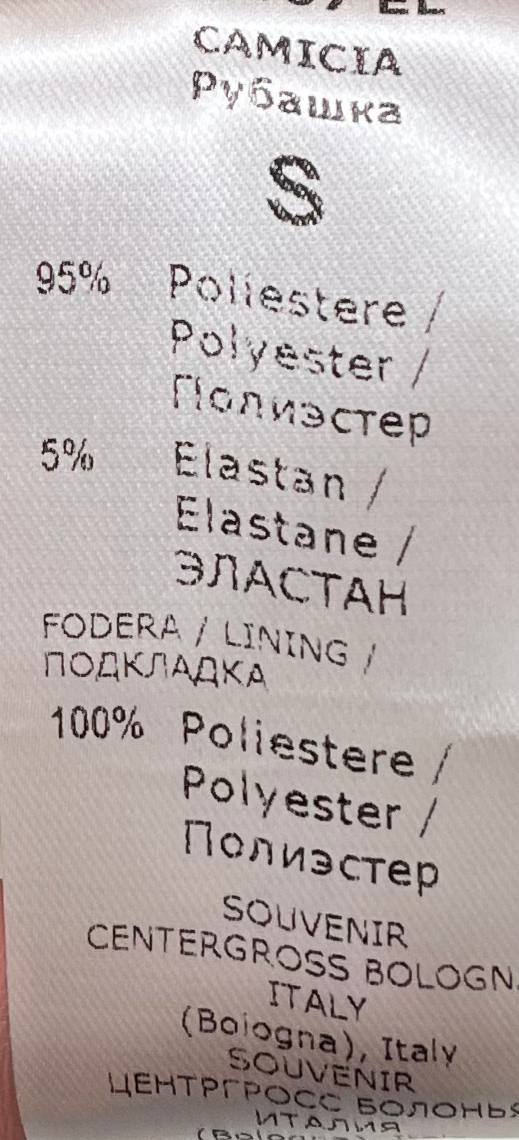 CAMICIA
Рубашка
S
95% Poliestere /
Polyester /
Полиэстер
5% Elastan /
Elastane /
ЭЛАСТАН
FODERA / LINING /
ПОДКЛАДКА
100% Poliestere /
Polyester /
Полиэстер
SOUVENIR
CENTERGROSS BOLOGN
ITALY
(Bologna), Italy
SOUVENIR
ЦЕНТРГРОСС БОЛОНЬЯ
ИТАЛИЯ